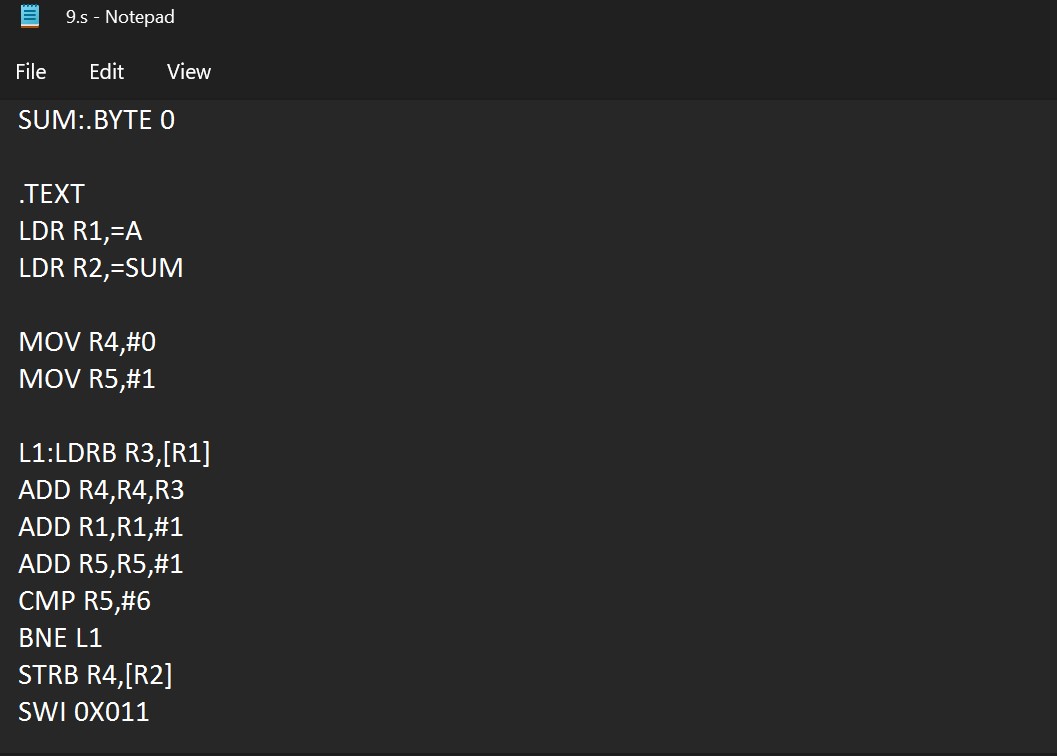 9.s - Notepad
File Edit View
SUM:.BYTE 0
.TEXT
LDR R1,=A
LDR R2,=SUM
MOV R4,#0
MOV R5,#1
L1:LDRB R3,[R1]
ADD R4,R4,R3
ADD R1,R1,#1
ADD R5,R5,#1
CMP R5,#6
BNE L1
STRB R4,[R2]
SWI 0X011